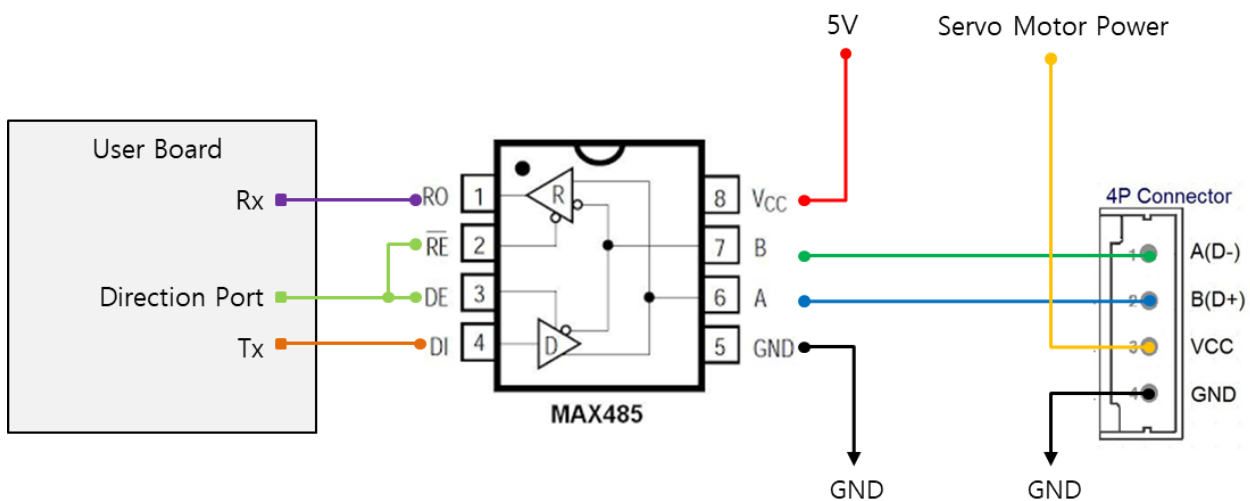 5V
Servo Motor Power
User Board
Rx
Direction Port
Tx
RO
1
R̅E̅
2
DE
3
DI
4
R
D
8
VCC
7
B
6
A
5
GND
MAX485
4P Connector
1
A(D-)
2
B(D+)
3
VCC
4
GND
GND
GND